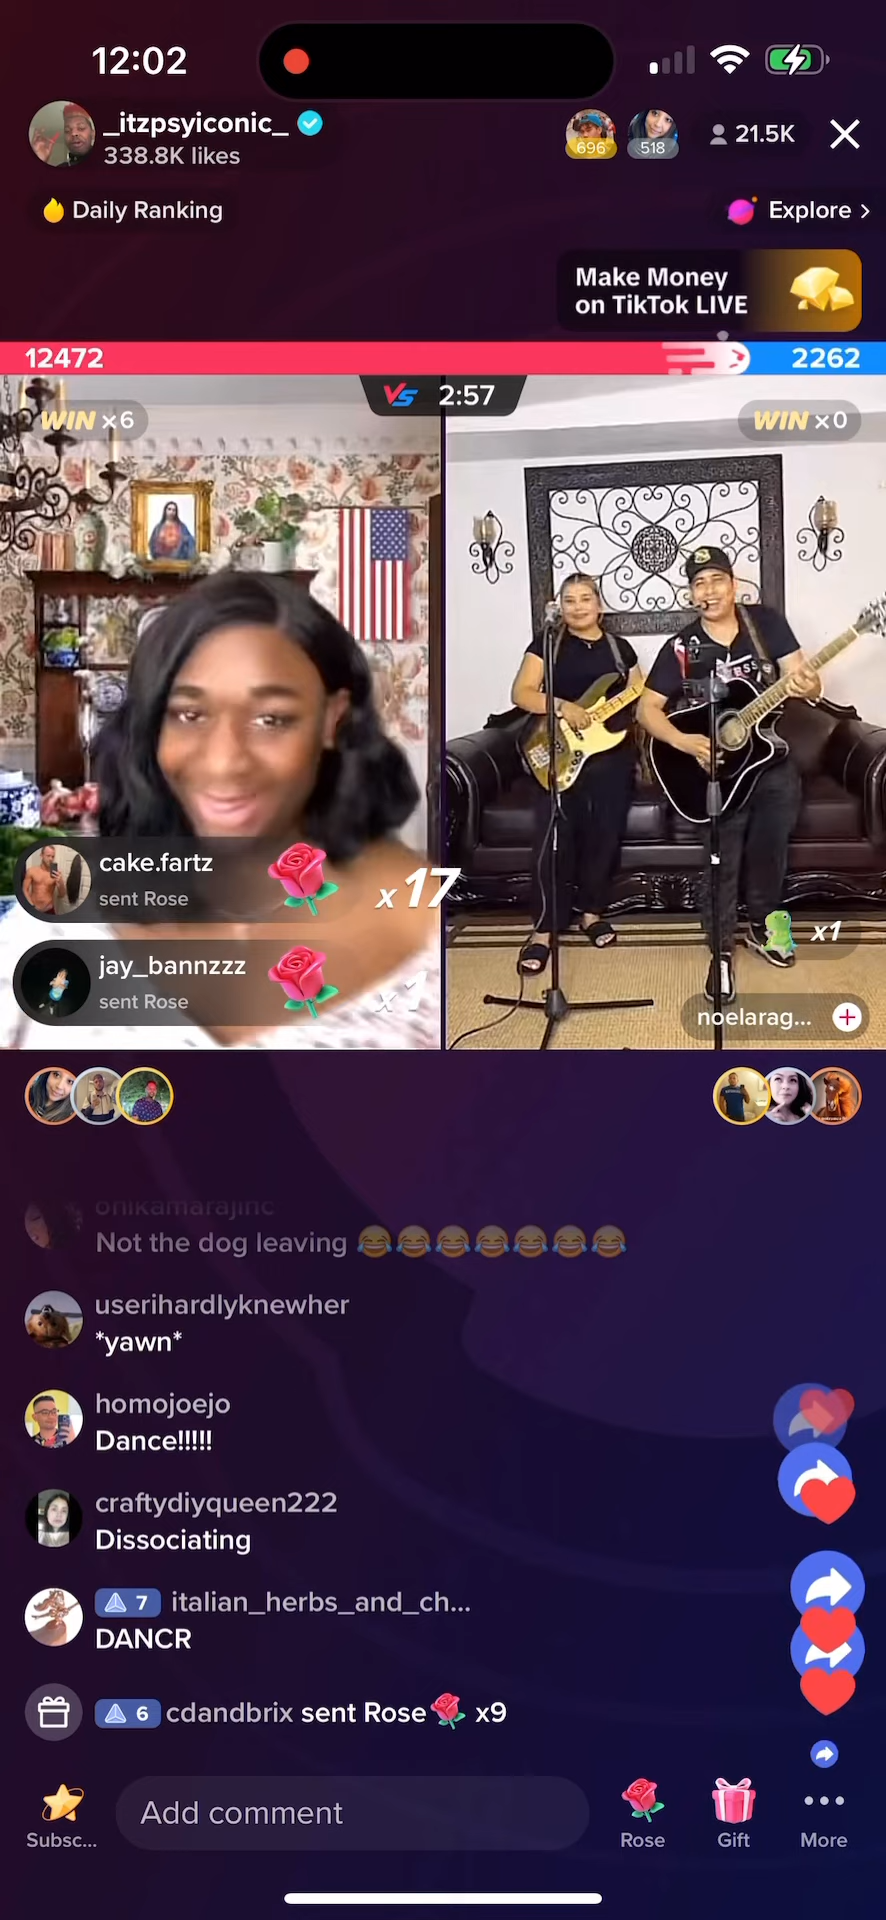 12:02
_itzpsyiconic_
338.8K likes
696
518
21.5K
Daily Ranking
Explore >
Make Money
on TikTok LIVE
12472
2262
VS 2:57
WIN x6
WIN x0
cake.fartz
sent Rose
x17
jay_bannzzz
sent Rose
x1
x1
noelarag...
onikamarajinc
Not the dog leaving 😂😂😂😂😂😂😂
userihardlyknewher
*yawn*
homojoejo
Dance!!!!!
craftydiyqueen222
Dissociating
7 italian_herbs_and_ch...
DANCR
6 cdandbrix sent Rose🌹 x9
Subsc...
Add comment
Rose
Gift
More